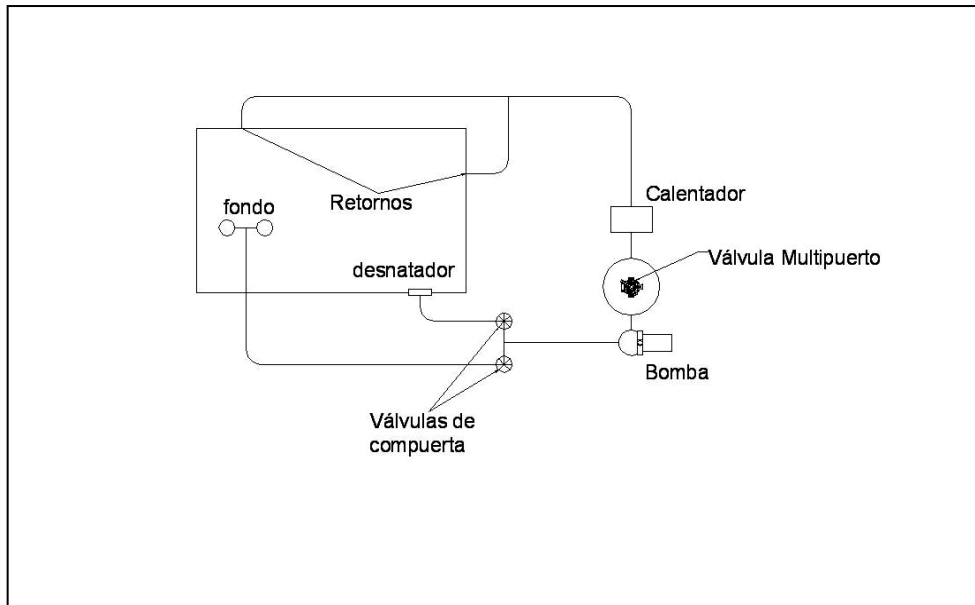 Calentador
Retornos
fondo
Válvula Multipuerto
desnatador
Bomba
Válvulas de
compuerta